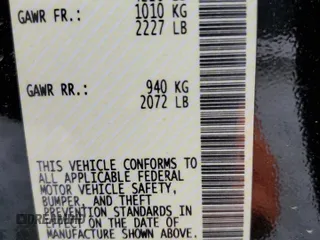 GAWR FR.: 1010 KG
2227 LB
GAWR RR.: 940 KG
2072 LB
THIS VEHICLE CONFORMS TO
ALL APPLICABLE FEDERAL
MOTOR VEHICLE SAFETY,
BUMPER, AND THEFT
PREVENTION STANDARDS IN
EFFECT ON THE DATE OF
MANUFACTURE SHOWN ABOVE.